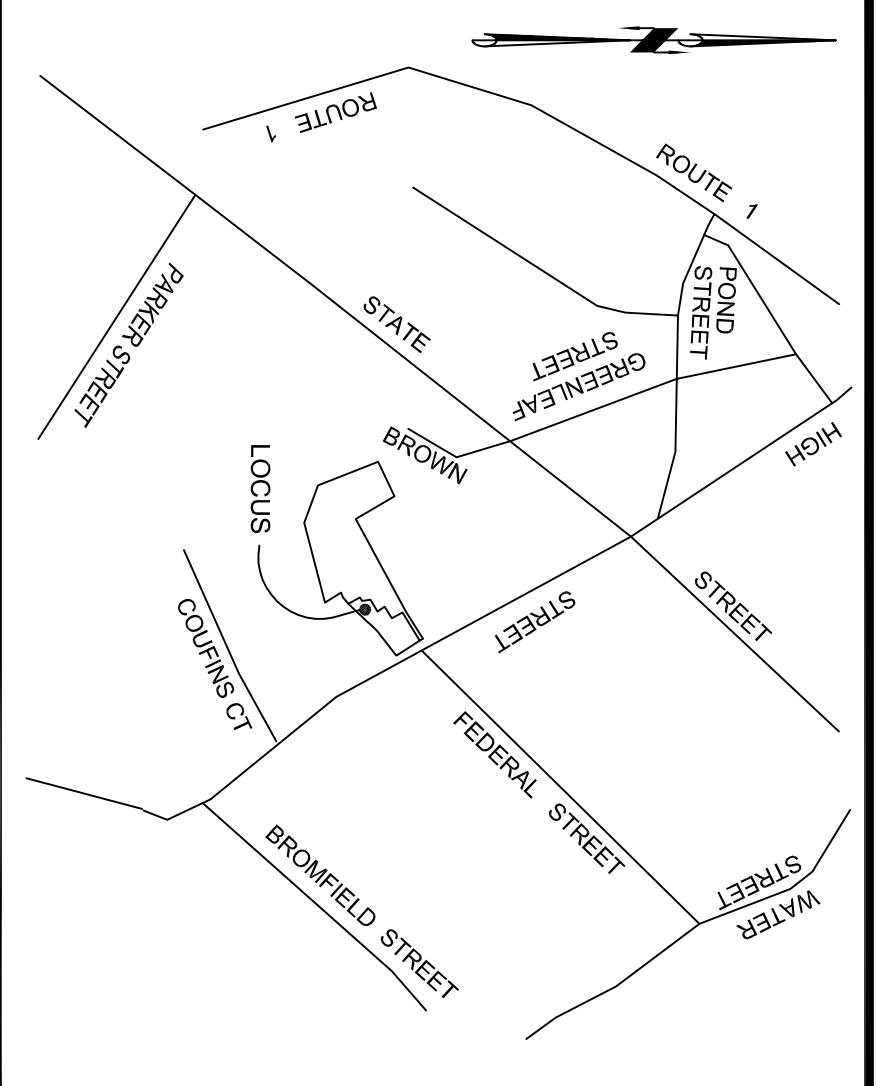 ROUTE 1
ROUTE 1
POND
STREET
PARKER STREET
STATE
GREENLEAF
STREET
BROWN
HIGH
LOCUS
STREET
STREET
COUFINS CT
FEDERAL STREET
BROMFIELD STREET
WATER
STREET